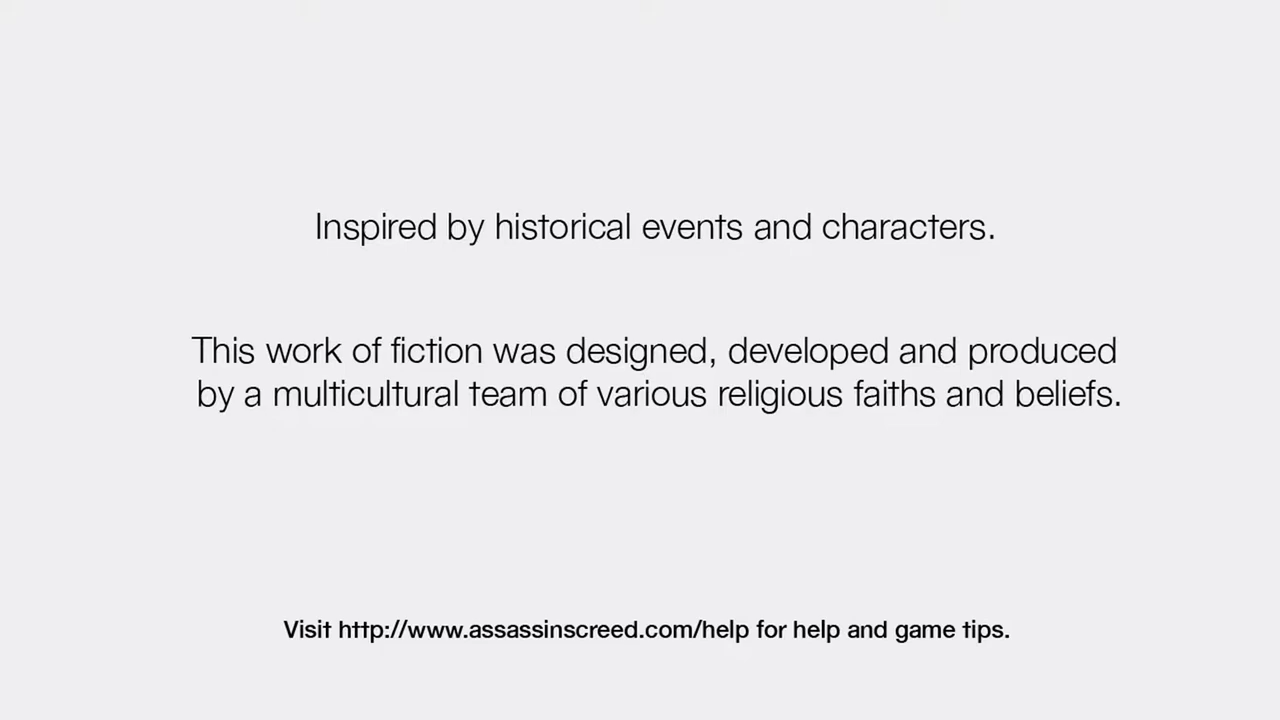 Inspired by historical events and characters.
This work of fiction was designed, developed and produced
by a multicultural team of various religious faiths and beliefs.
Visit http://www.assassinscreed.com/help for help and game tips.